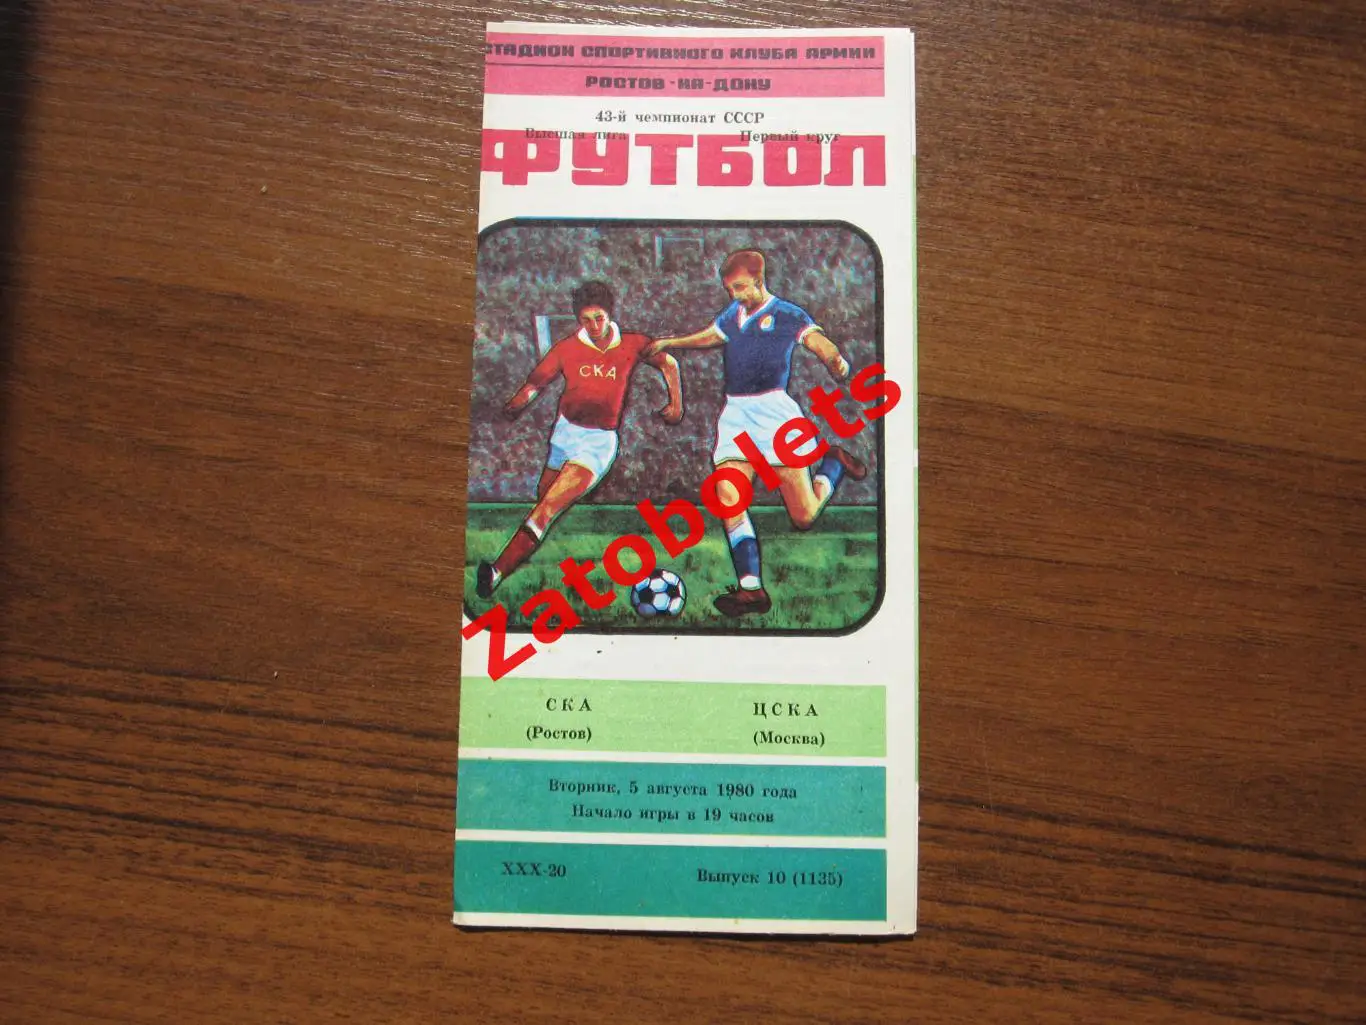 СТАДИОН СПОРТИВНОГО КЛУБА АРМИИ
РОСТОВ-НА-ДОНУ
43-й чемпионат СССР
Высшая лига Первый круг
ФУТБОЛ
СКА
Zatobolets
СКА ЦСКА
(Ростов) (Москва)
Вторник, 5 августа 1980 года
Начало игры в 19 часов
XXX-20 Выпуск 10 (1135)